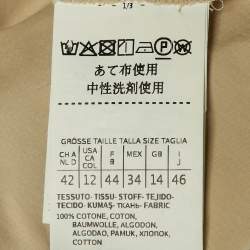 1/3
あて布使用
中性洗剤使用
GRÖSSE TAILLE TALLA SIZE TAGLIA
CH A NL D USA CA COL F B MEX GB I J
42 12 44 34 14 46
TESSUTO-TISSU-STOFF-TEJIDO-
TECIDO-KUMAŞ-ТКАНЬ-FABRIC
100% COTONE, COTON,
BAUMWOLLE, ALGODON,
ALGODAO, PAMUK, ХЛОПОК,
COTTON